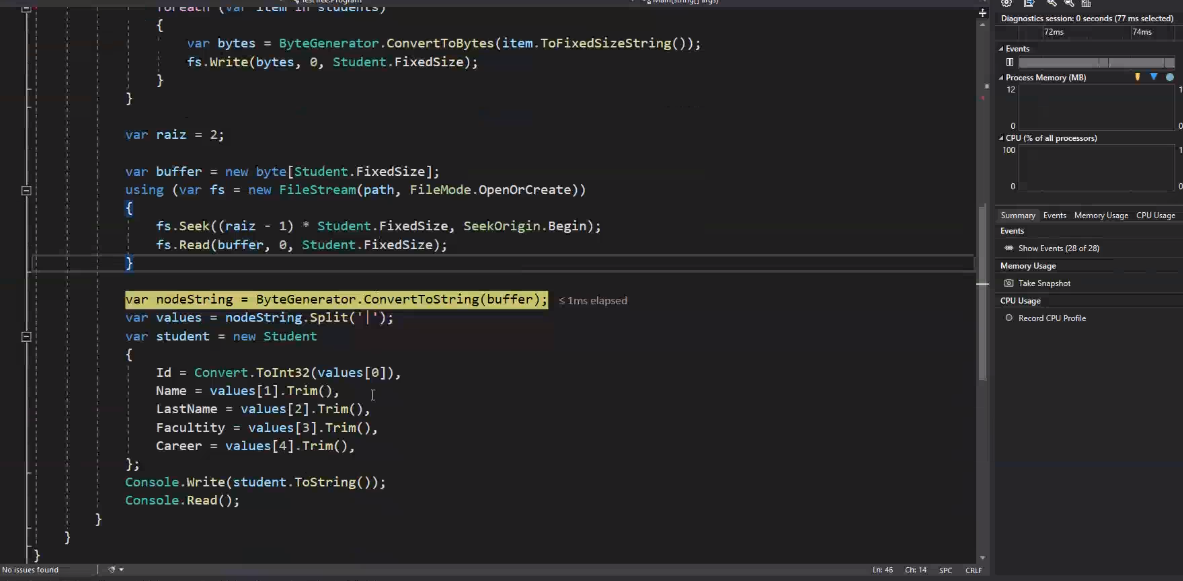 foreach (var item in students)
{
var bytes = ByteGenerator.ConvertToBytes(item.ToFixedSizeString());
fs.Write(bytes, 0, Student.FixedSize);
}
}
var raiz = 2;
var buffer = new byte[Student.FixedSize];
using (var fs = new FileStream(path, FileMode.OpenOrCreate))
{
fs.Seek((raiz - 1) * Student.FixedSize, SeekOrigin.Begin);
fs.Read(buffer, 0, Student.FixedSize);
}
var nodeString = ByteGenerator.ConvertToString(buffer); ≤ 1ms elapsed
var values = nodeString.Split('|');
var student = new Student
{
Id = Convert.ToInt32(values[0]),
Name = values[1].Trim(),
LastName = values[2].Trim(),
Facultity = values[3].Trim(),
Career = values[4].Trim(),
};
Console.Write(student.ToString());
Console.Read();
}
}
}
No issues found
Ln: 46 Ch: 14 SPC CRLF
Diagnostics session: 0 seconds (77 ms selected)
72ms 74ms
Events
Process Memory (MB)
12
0 0
CPU (% of all processors)
100
0 0
Summary Events Memory Usage CPU Usage
Events
Show Events (28 of 28)
Memory Usage
Take Snapshot
CPU Usage
Record CPU Profile